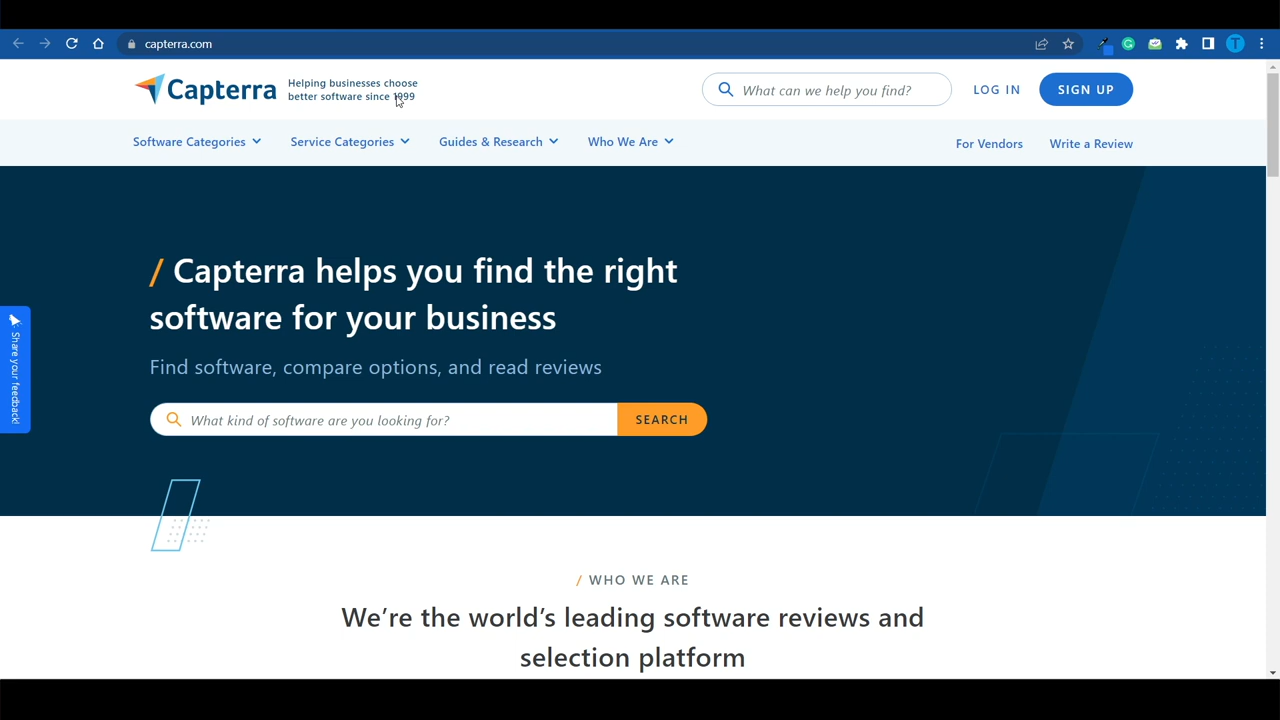 capterra.com
T
Capterra
Helping businesses choose
better software since 1999
What can we help you find?
LOG IN
SIGN UP
Software Categories
Service Categories
Guides & Research
Who We Are
For Vendors
Write a Review
/ Capterra helps you find the right
software for your business
Find software, compare options, and read reviews
What kind of software are you looking for?
SEARCH
Share your feedback!
/ WHO WE ARE
We're the world's leading software reviews and
selection platform